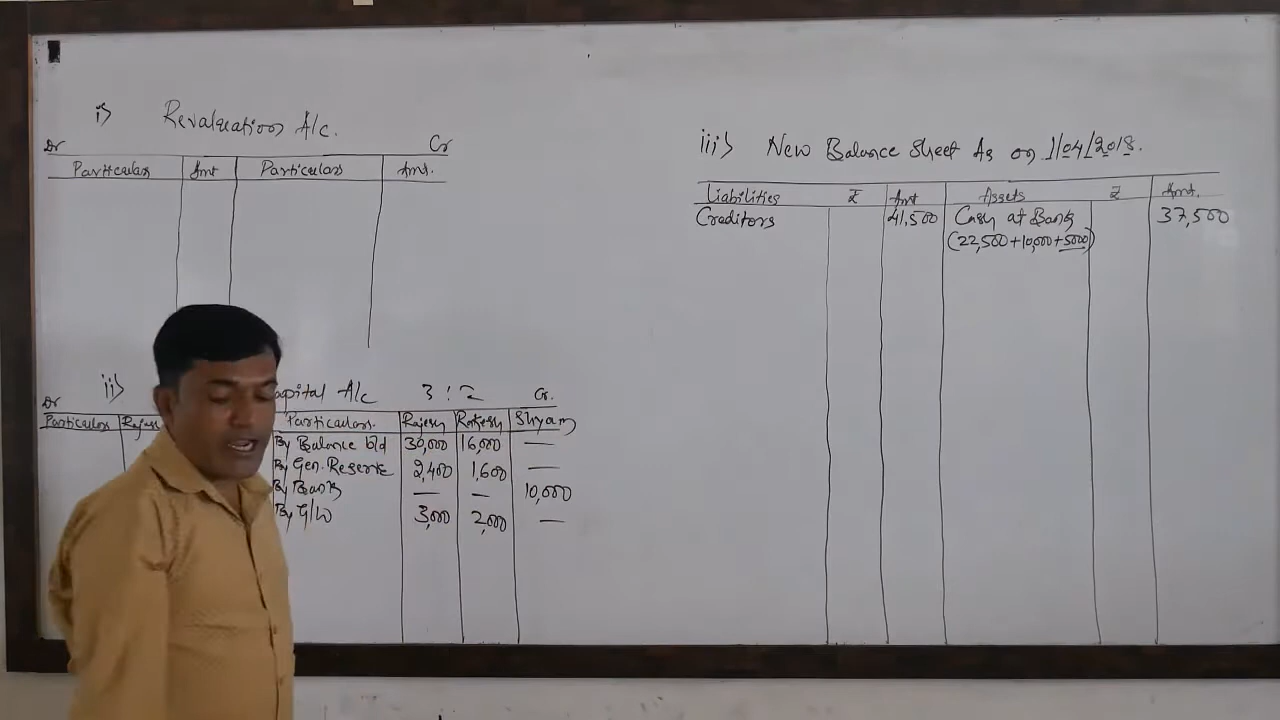 i) Revaluation A/c.
Dr Cr
Particulars Amt Particulars Amt.
ii) apital A/c 3 : 2
Dr Cr.
Particulars Rajesh Particulars. Rajesh Rakesh Shyam
By Balance b/d 30,000 16,000 —
By Gen. Reserve 2,400 1,600 —
By Bank — — 10,000
By G/W 3,000 2,000 —
iii) New Balance Sheet As on 1/04/2018.
Liabilities ₹ Amt Assets ₹ Amt.
Creditors 41,500 Cash at Bank 37,500
(22,500+10,000+5000)